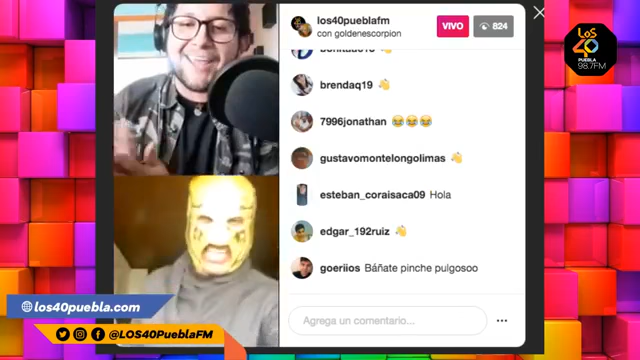 los40pueblafm
con goldenescorpion
VIVO
824
LOS
40
PUEBLA
98.7FM
brendaq19
7996jonathan
gustavomontelongolimas
esteban_coraisaca09 Hola
edgar_192ruiz
goeriios Báñate pinche pulgosoo
Agrega un comentario...
los40puebla.com
@LOS40PueblaFM